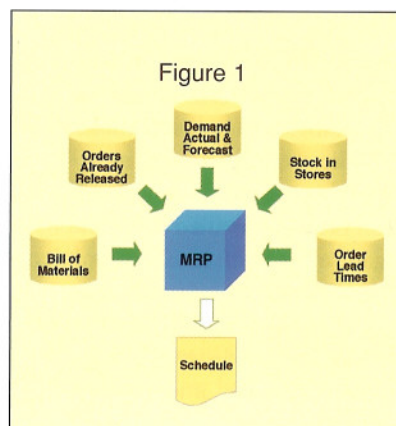 Figure 1
Demand
Actual &
Forecast
Orders
Already
Released
Stock in
Stores
Bill of
Materials
MRP
Order
Lead
Times
Schedule